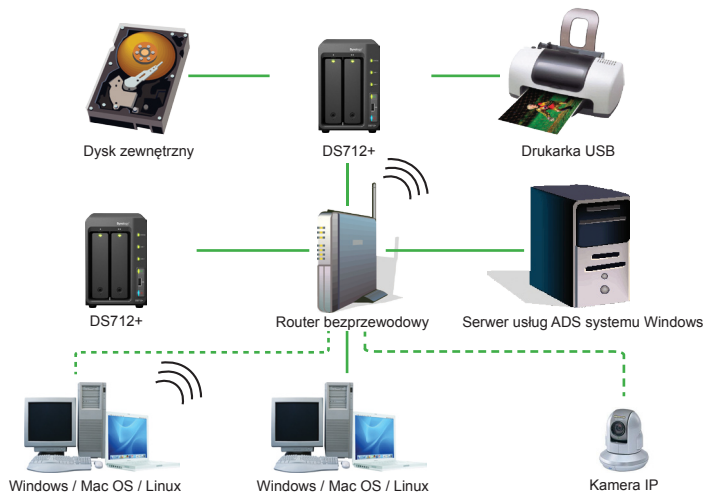 Dysk zewnętrzny
DS712+
Drukarka USB
DS712+
Router bezprzewodowy
Serwer usług ADS systemu Windows
Windows / Mac OS / Linux
Windows / Mac OS / Linux
Kamera IP